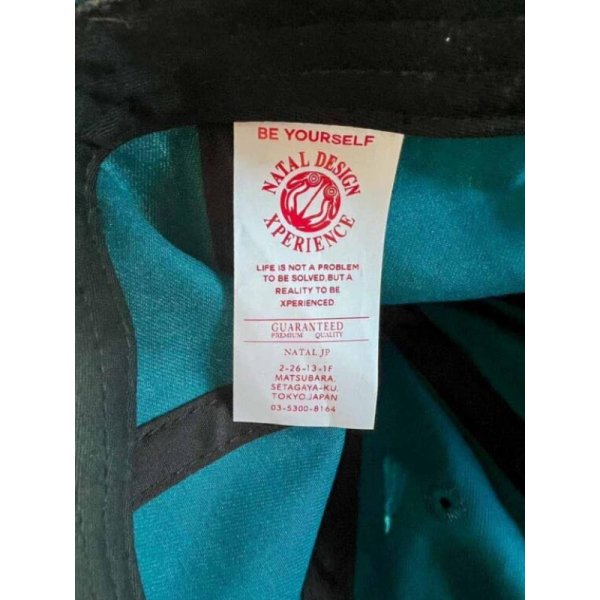 BE YOURSELF
NATAL DESIGN
XPERIENCE
LIFE IS NOT A PROBLEM
TO BE SOLVED,BUT A
REALITY TO BE
XPERIENCED
GUARANTEED
PREMIUM QUALITY
NATAL.JP
2-26-13-1F
MATSUBARA,
SETAGAYA-KU,
TOKYO.JAPAN
03-5300-8164